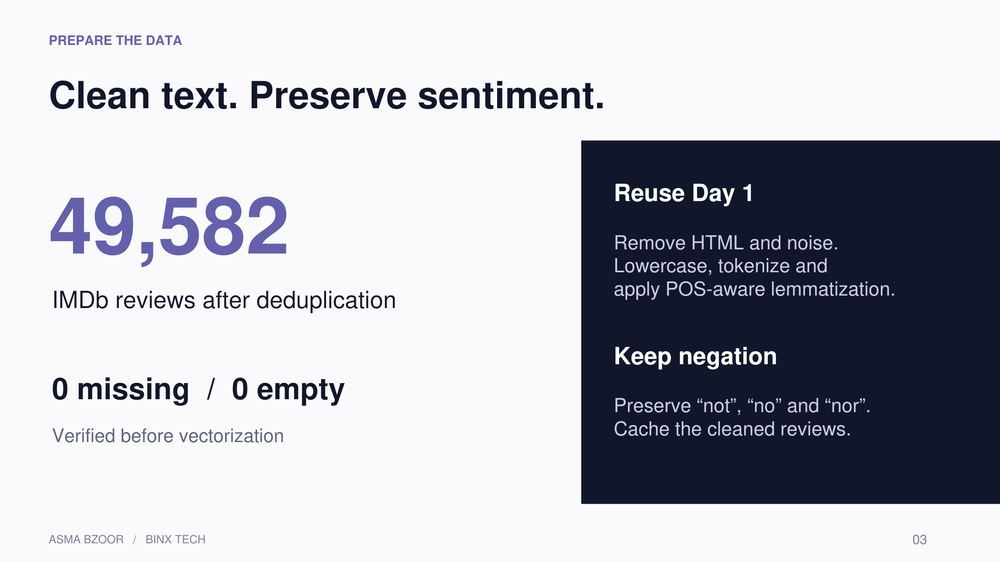 PREPARE THE DATA
Clean text. Preserve sentiment.
49,582
IMDb reviews after deduplication
0 missing / 0 empty
Verified before vectorization
Reuse Day 1
Remove HTML and noise.
Lowercase, tokenize and
apply POS-aware lemmatization.
Keep negation
Preserve “not”, “no” and “nor”.
Cache the cleaned reviews.
ASMA BZOOR / BINX TECH
03